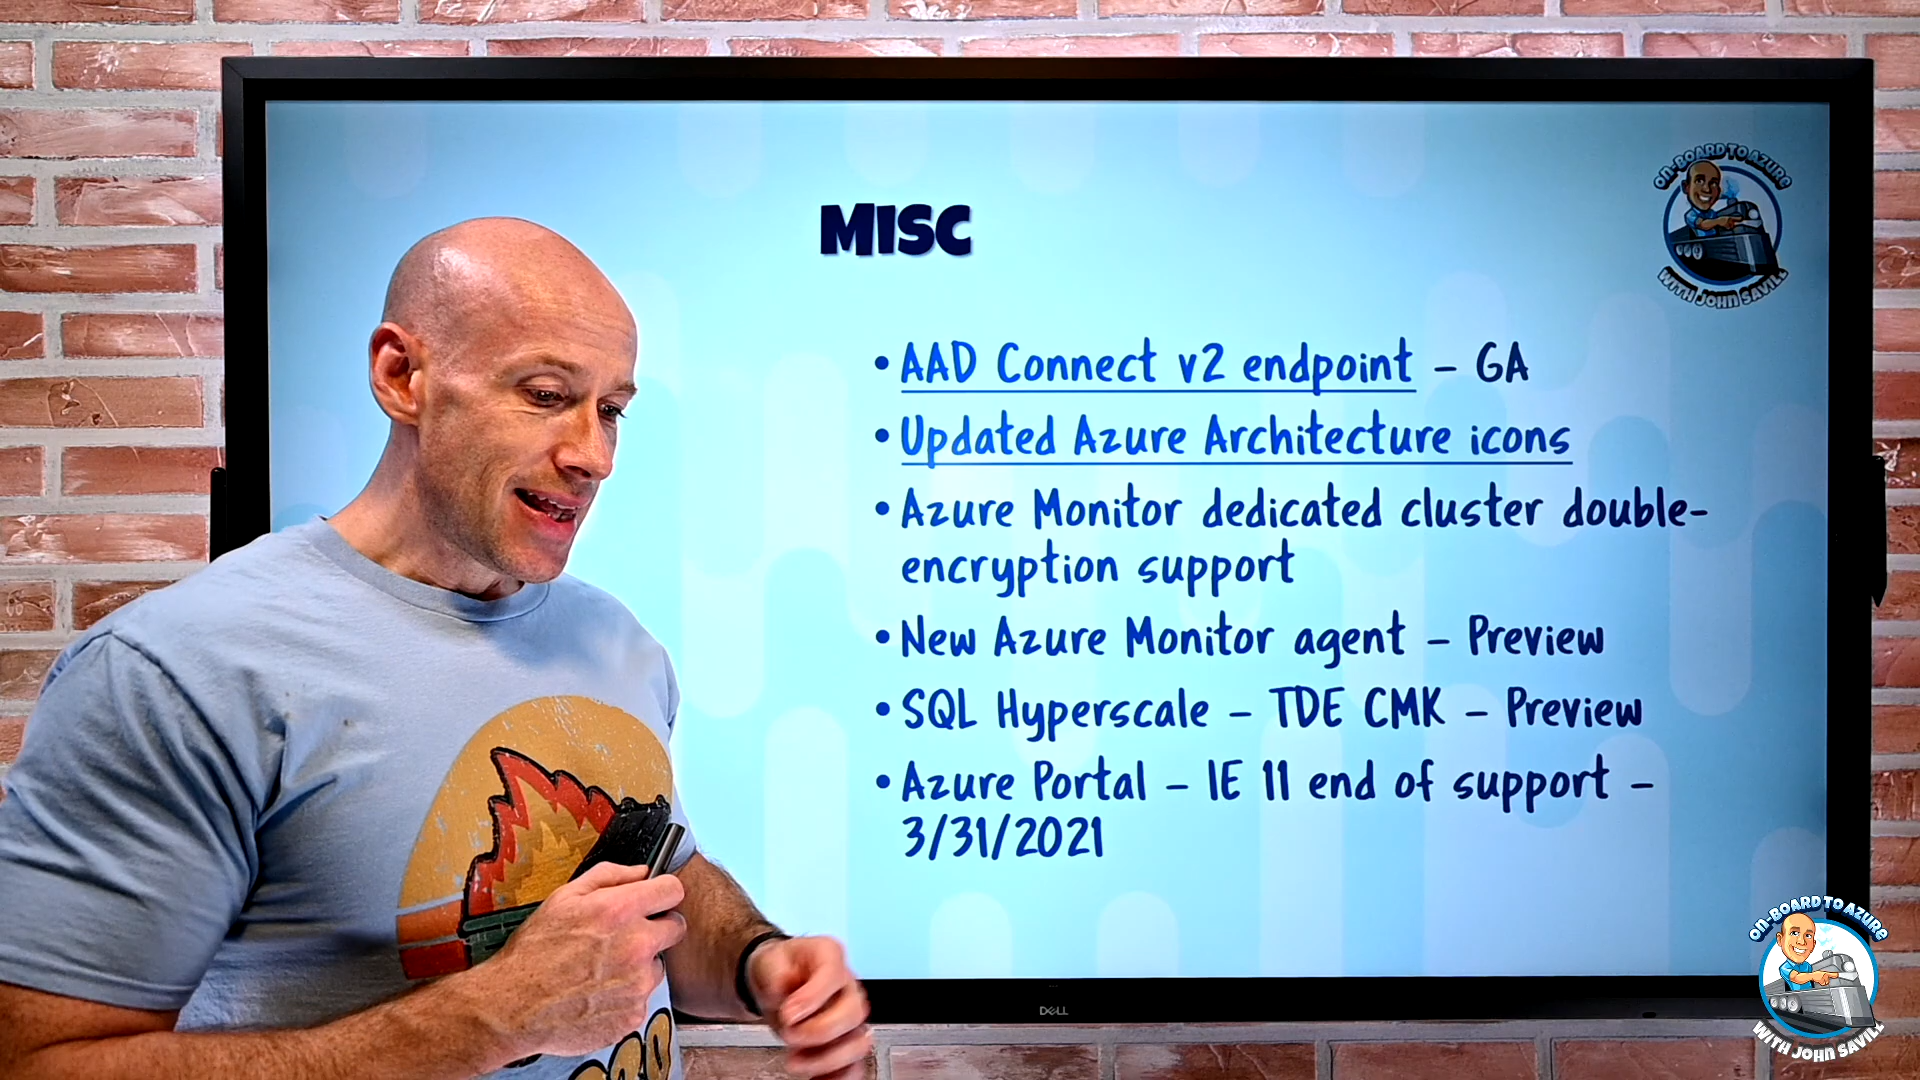 ON-BOARD TO AZURE
WITH JOHN SAVILL
MISC
• AAD Connect v2 endpoint – GA
• Updated Azure Architecture icons
• Azure Monitor dedicated cluster double-
encryption support
• New Azure Monitor agent – Preview
• SQL Hyperscale – TDE CMK – Preview
• Azure Portal – IE 11 end of support –
3/31/2021
DELL
ON-BOARD TO AZURE
WITH JOHN SAVILL